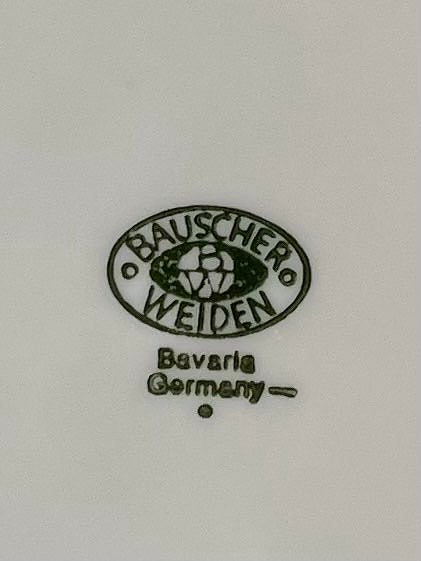 BAUSCHER
B
W
WEIDEN
Bavaria
Germany